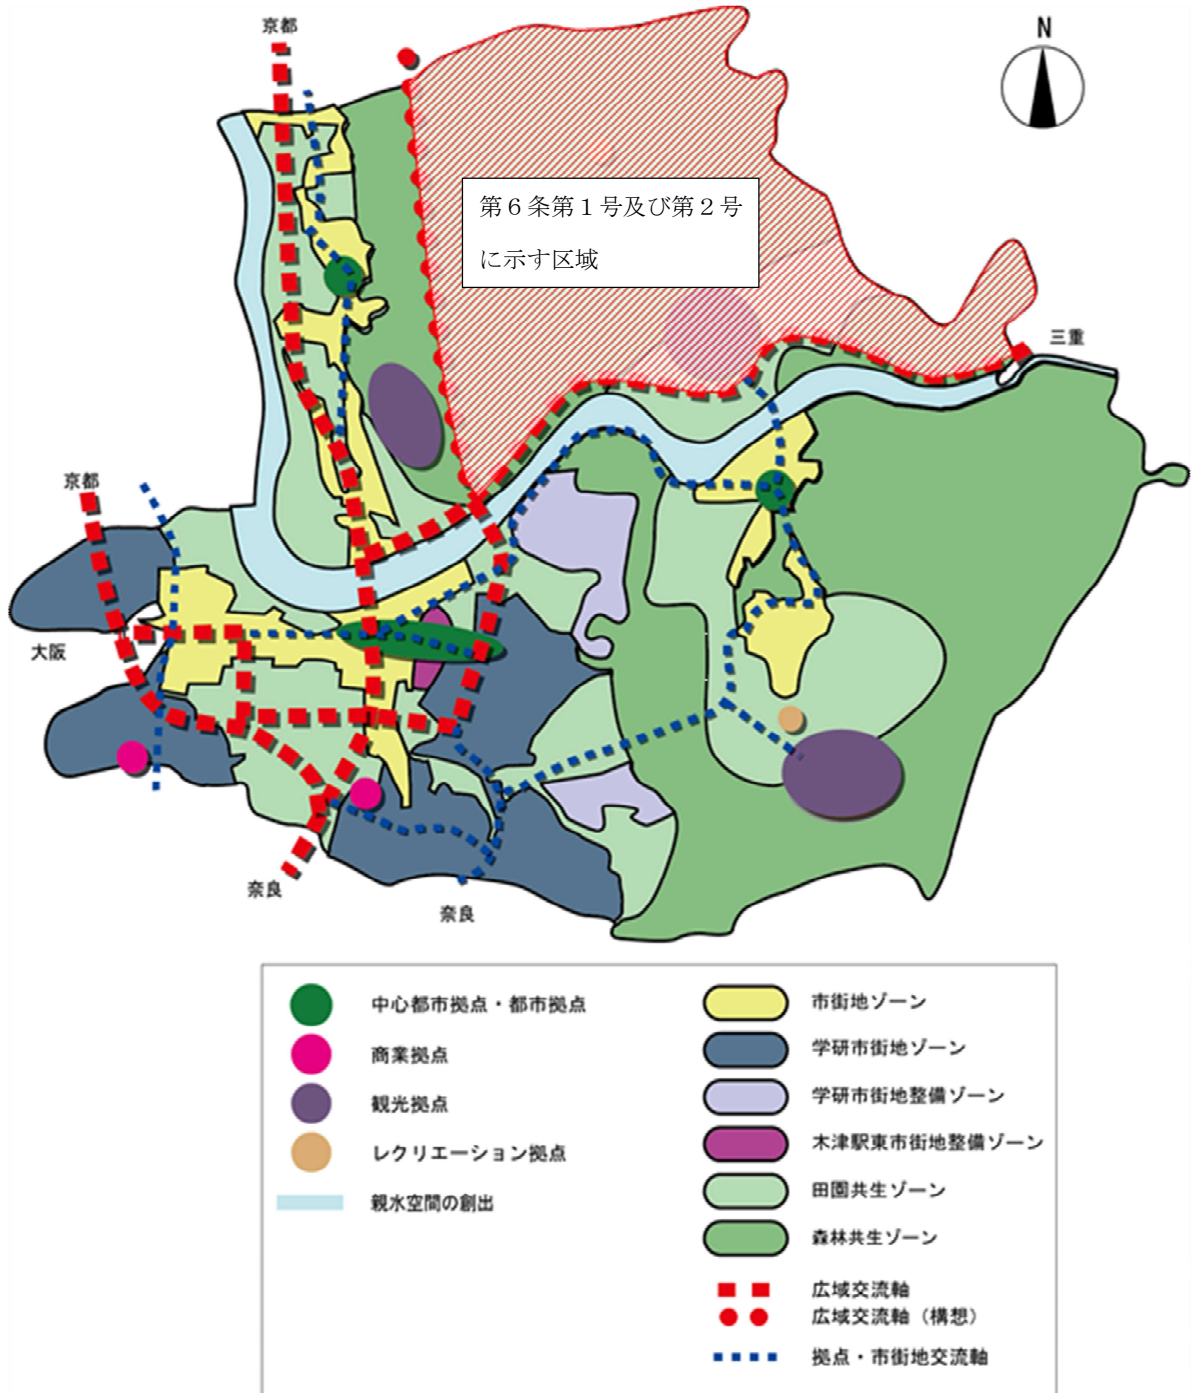 京都
N
第６条第１号及び第２号
に示す区域
三重
京都
大阪
奈良
奈良
中心都市拠点・都市拠点
商業拠点
観光拠点
レクリエーション拠点
親水空間の創出
市街地ゾーン
学研市街地ゾーン
学研市街地整備ゾーン
木津駅東市街地整備ゾーン
田園共生ゾーン
森林共生ゾーン
広域交流軸
広域交流軸（構想）
拠点・市街地交流軸